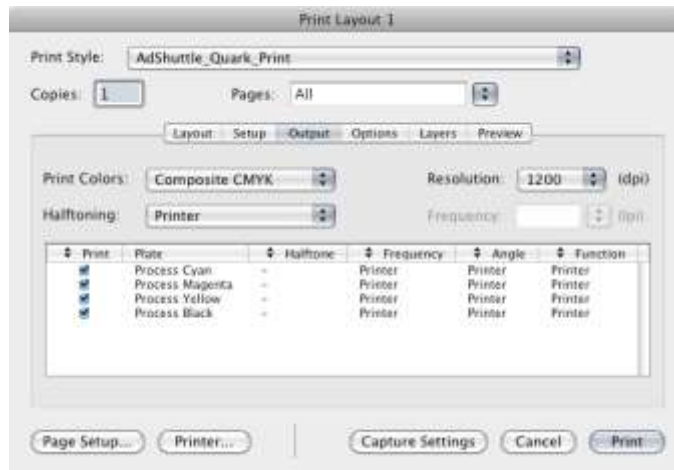 Print Layout 1
Print Style: AdShuttle_Quark_Print
Copies: 1 Pages: All
Layout Setup Output Options Layers Preview
Print Colors: Composite CMYK Resolution: 1200 (dpi)
Halftoning: Printer Frequency: (lpi)
Print Plate Halftone Frequency Angle Function
Process Cyan - Printer Printer Printer
Process Magenta - Printer Printer Printer
Process Yellow - Printer Printer Printer
Process Black - Printer Printer Printer
Page Setup... Printer... Capture Settings Cancel Print